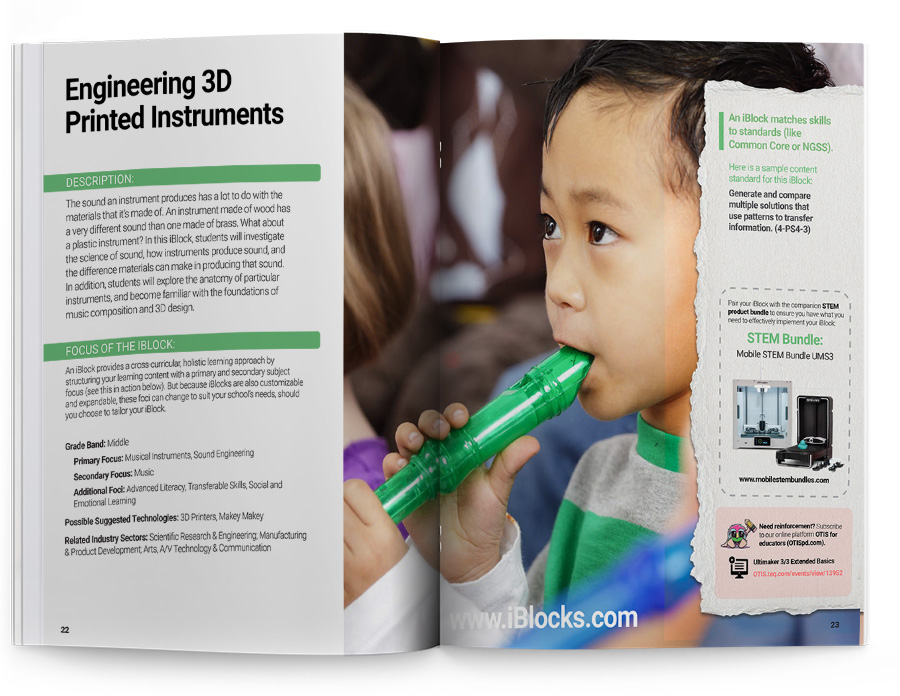 Engineering 3D
Printed Instruments
DESCRIPTION:
The sound an instrument produces has a lot to do with the
materials that it's made of. An instrument made of wood has
a very different sound than one made of brass. What about
a plastic instrument? In this iBlock, students will investigate
the science of sound, how instruments produce sound, and
the difference materials can make in producing that sound.
In addition, students will explore the anatomy of particular
instruments, and become familiar with the foundations of
music composition and 3D design.
FOCUS OF THE IBLOCK:
An iBlock provides a cross-curricular, holistic learning approach by
structuring your learning content with a primary and secondary subject
focus (see this in action below). But because iBlocks are also customizable
and expandable, these foci can change to suit your school's needs, should
you choose to tailor your iBlock.
Grade Band: Middle
Primary Focus: Musical Instruments, Sound Engineering
Secondary Focus: Music
Additional Foci: Advanced Literacy, Transferable Skills, Social and
Emotional Learning
Possible Suggested Technologies: 3D Printers, Makey Makey
Related Industry Sectors: Scientific Research & Engineering, Manufacturing
& Product Development, Arts, A/V Technology & Communication
22
An iBlock matches skills
to standards (like
Common Core or NGSS).
Here is a sample content
standard for this iBlock:
Generate and compare
multiple solutions that
use patterns to transfer
information. (4-PS4-3)
Pair your iBlock with the companion STEM
product bundle to ensure you have what you
need to effectively implement your iBlock:
STEM Bundle:
Mobile STEM Bundle UMS3
www.mobilestembundles.com
Need reinforcement? Subscribe
to our online platform OTIS for
educators (OTISpd.com).
Ultimaker 3/3 Extended Basics
OTIS.teq.com/events/view/13952
www.iBlocks.com
23